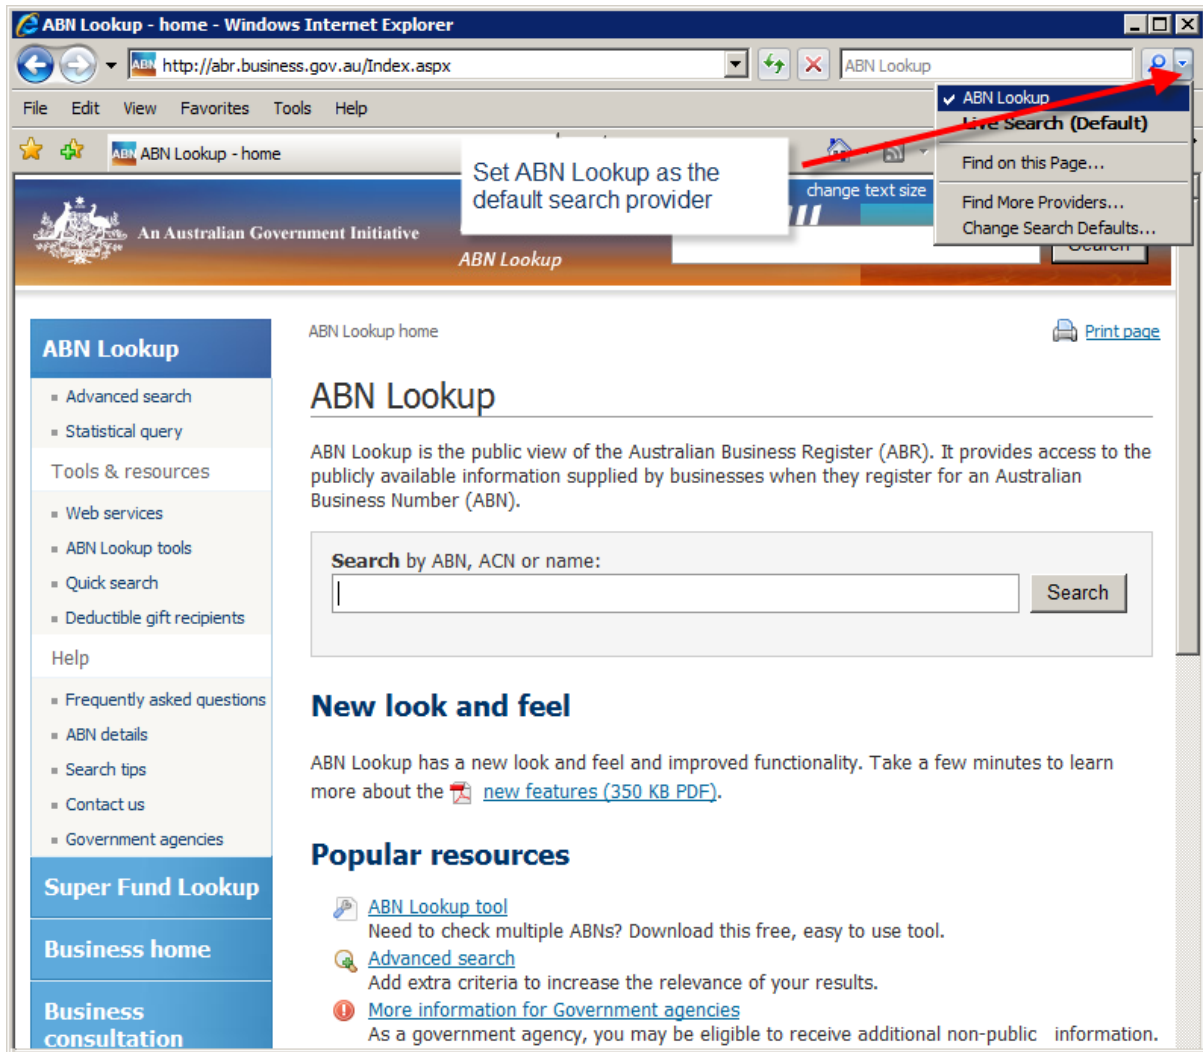 ABN Lookup - home - Windows Internet Explorer
http://abr.business.gov.au/Index.aspx
ABN Lookup
File Edit View Favorites Tools Help
ABN Lookup
Live Search (Default)
Find on this Page...
Find More Providers...
Change Search Defaults...
ABN Lookup - home
Set ABN Lookup as the
default search provider
change text size
An Australian Government Initiative
ABN Lookup
Search
ABN Lookup
Advanced search
Statistical query
Tools & resources
Web services
ABN Lookup tools
Quick search
Deductible gift recipients
Help
Frequently asked questions
ABN details
Search tips
Contact us
Government agencies
Super Fund Lookup
Business home
Business
consultation
ABN Lookup home
Print page
ABN Lookup
ABN Lookup is the public view of the Australian Business Register (ABR). It provides access to the
publicly available information supplied by businesses when they register for an Australian
Business Number (ABN).
Search by ABN, ACN or name:
Search
New look and feel
ABN Lookup has a new look and feel and improved functionality. Take a few minutes to learn
more about the new features (350 KB PDF).
Popular resources
ABN Lookup tool
Need to check multiple ABNs? Download this free, easy to use tool.
Advanced search
Add extra criteria to increase the relevance of your results.
More information for Government agencies
As a government agency, you may be eligible to receive additional non-public information.